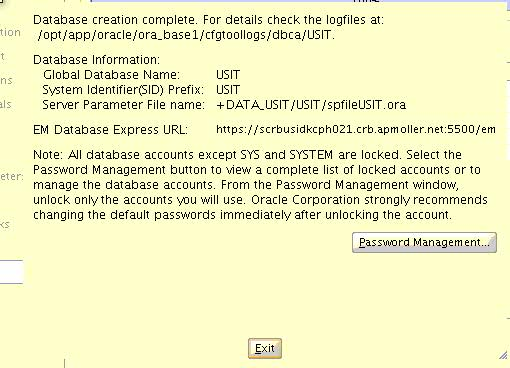 Database creation complete. For details check the logfiles at:
/opt/app/oracle/ora_base1/cfgtoollogs/dbca/USIT.
Database Information:
Global Database Name: USIT
System Identifier(SID) Prefix: USIT
Server Parameter File name: +DATA_USIT/USIT/spfileUSIT.ora
EM Database Express URL: https://scrbusidkcph021.crb.apmoller.net:5500/em
Note: All database accounts except SYS and SYSTEM are locked. Select the
Password Management button to view a complete list of locked accounts or to
manage the database accounts. From the Password Management window,
unlock only the accounts you will use. Oracle Corporation strongly recommends
changing the default passwords immediately after unlocking the account.
Password Management...
Exit